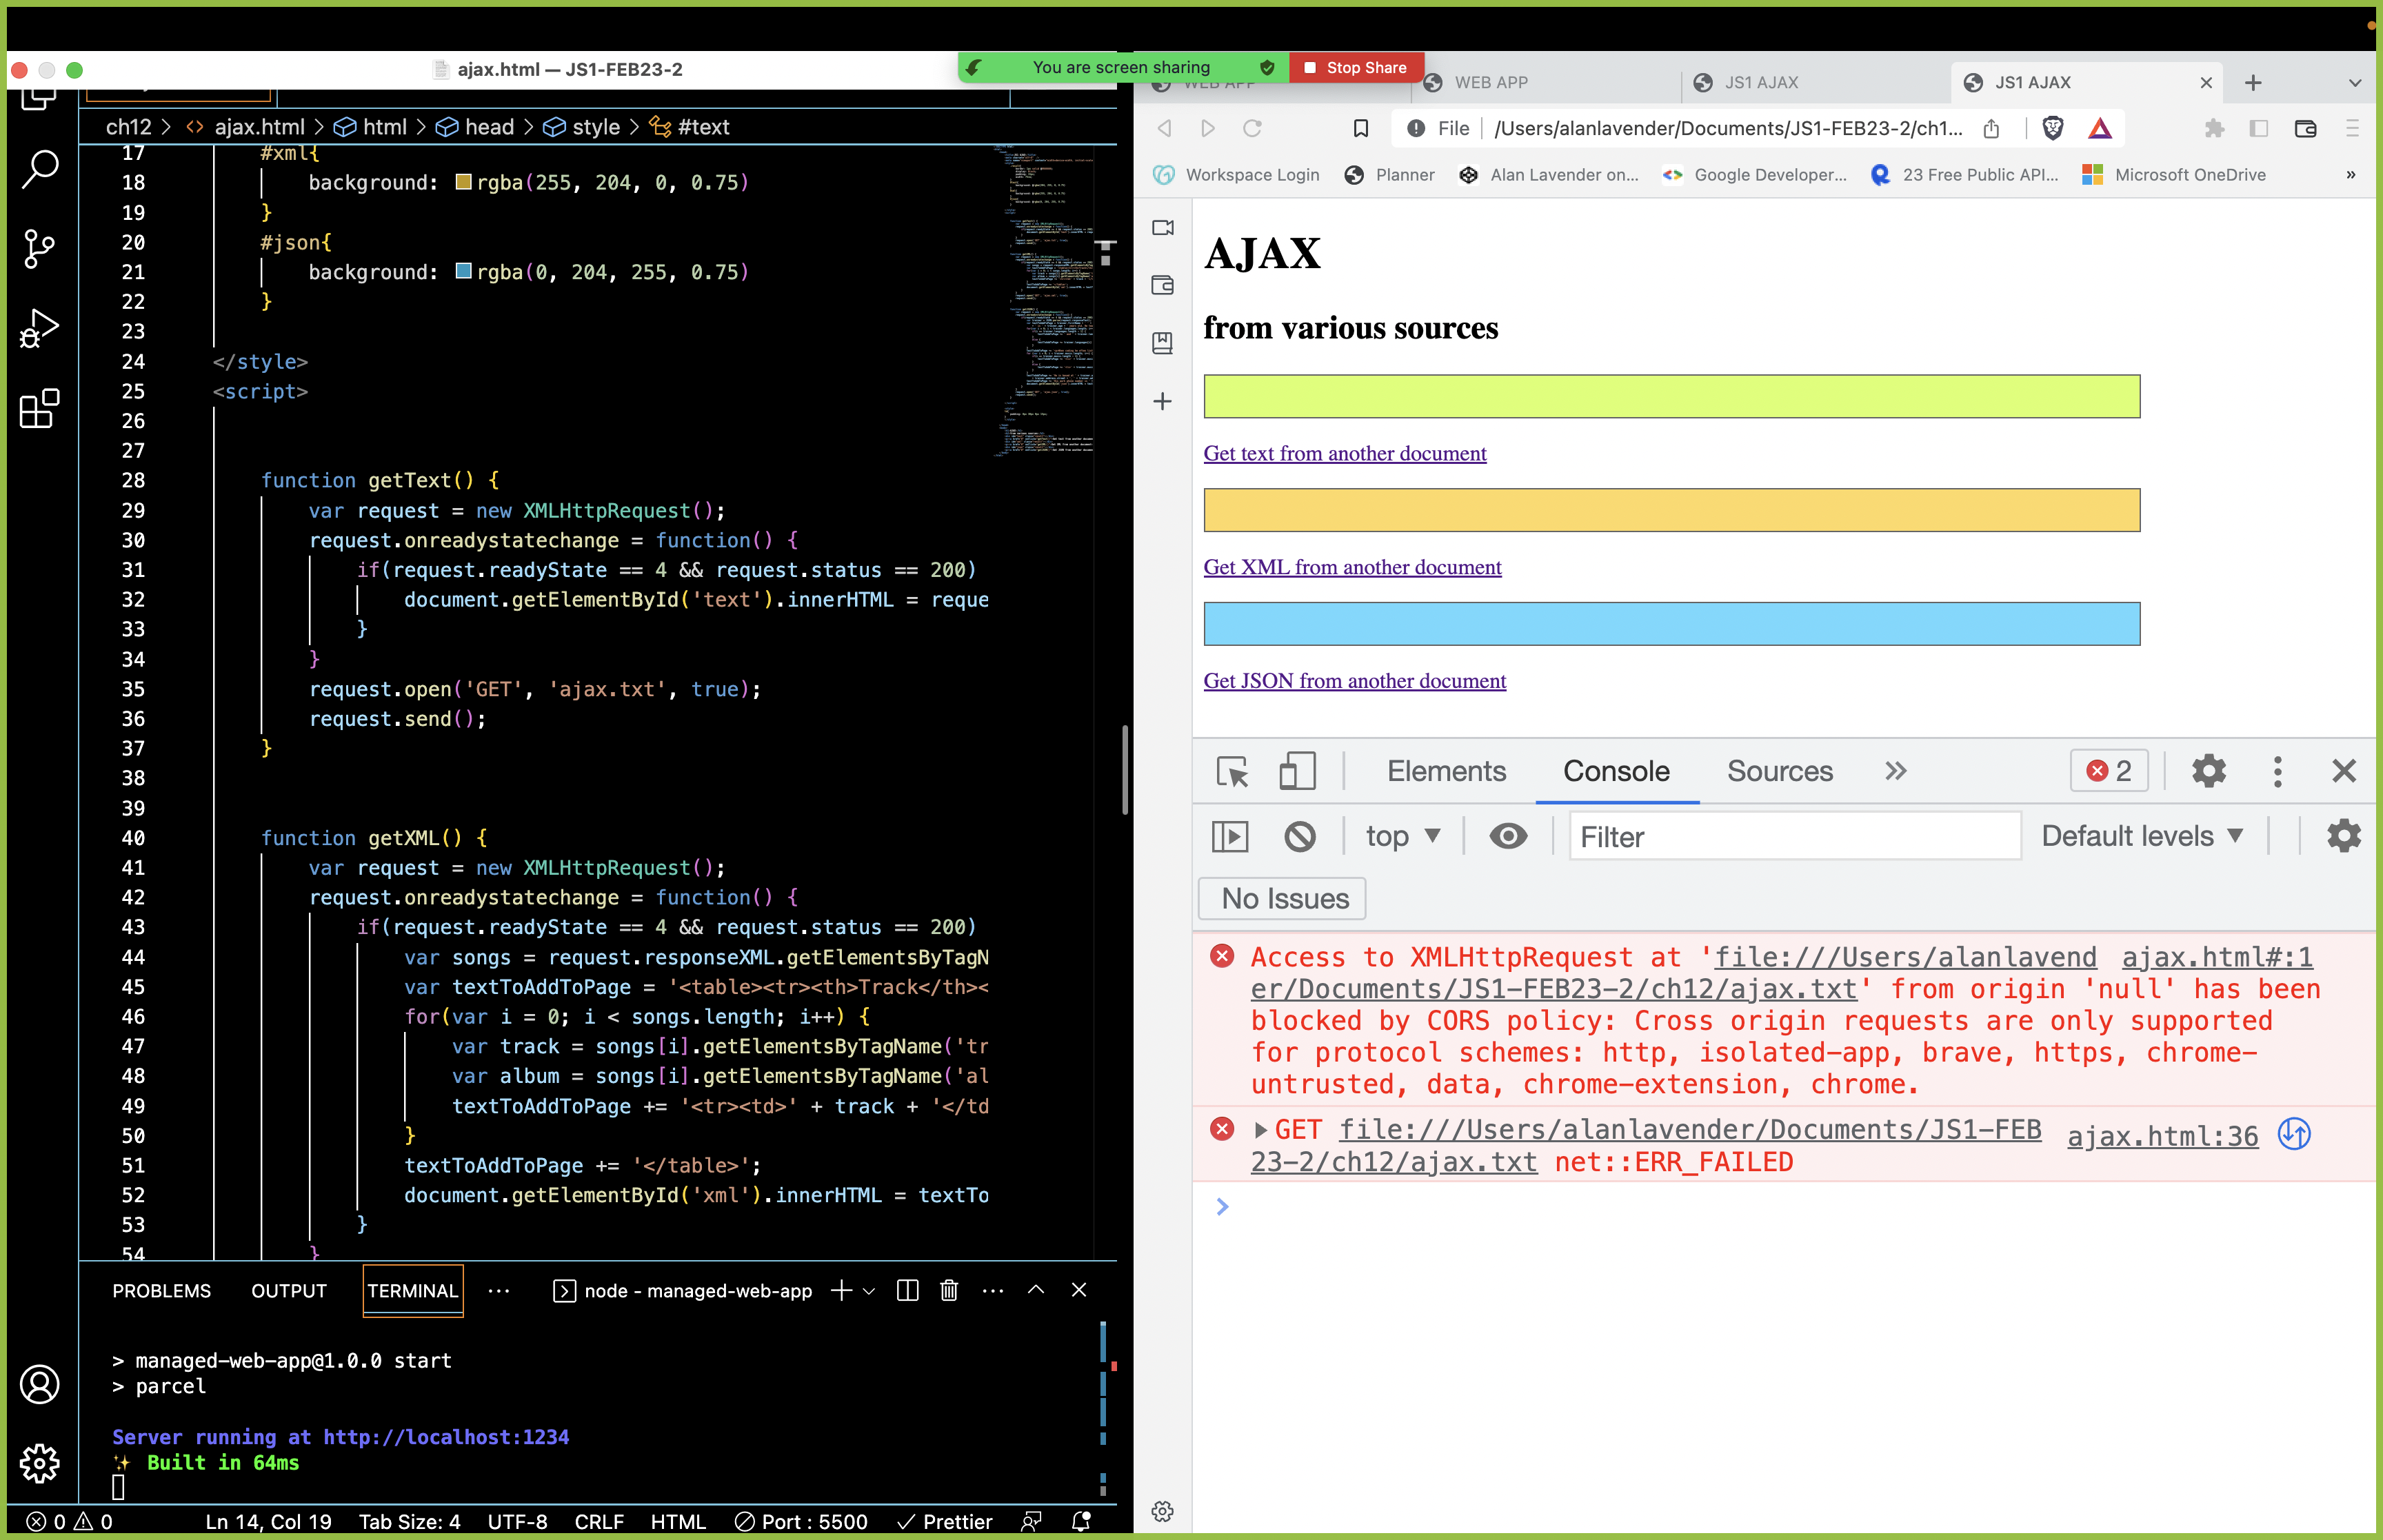 You are screen sharing
Stop Share
ajax.html — JS1-FEB23-2
ch12 > <> ajax.html > html > head > style > #text
17 #xml{
18 background: rgba(255, 204, 0, 0.75)
19 }
20 #json{
21 background: rgba(0, 204, 255, 0.75)
22 }
23
24 </style>
25 <script>
26
27
28 function getText() {
29 var request = new XMLHttpRequest();
30 request.onreadystatechange = function() {
31 if(request.readyState == 4 && request.status == 200)
32 document.getElementById('text').innerHTML = reque
33 }
34 }
35 request.open('GET', 'ajax.txt', true);
36 request.send();
37 }
38
39
40 function getXML() {
41 var request = new XMLHttpRequest();
42 request.onreadystatechange = function() {
43 if(request.readyState == 4 && request.status == 200)
44 var songs = request.responseXML.getElementsByTagN
45 var textToAddToPage = '<table><tr><th>Track</th><
46 for(var i = 0; i < songs.length; i++) {
47 var track = songs[i].getElementsByTagName('tr
48 var album = songs[i].getElementsByTagName('al
49 textToAddToPage += '<tr><td>' + track + '</td
50 }
51 textToAddToPage += '</table>';
52 document.getElementById('xml').innerHTML = textTo
53 }
54 }
PROBLEMS OUTPUT TERMINAL ··· node - managed-web-app
> managed-web-app@1.0.0 start
> parcel
Server running at http://localhost:1234
✨ Built in 64ms
0 0 Ln 14, Col 19 Tab Size: 4 UTF-8 CRLF HTML Port : 5500 Prettier
WEB APP WEB APP JS1 AJAX JS1 AJAX
File /Users/alanlavender/Documents/JS1-FEB23-2/ch1...
Workspace Login Planner Alan Lavender on... Google Developer... 23 Free Public API... Microsoft OneDrive »
AJAX
from various sources
Get text from another document
Get XML from another document
Get JSON from another document
Elements Console Sources » 2
top ▼ Filter Default levels ▼
No Issues
Access to XMLHttpRequest at 'file:///Users/alanlavend ajax.html#:1
er/Documents/JS1-FEB23-2/ch12/ajax.txt' from origin 'null' has been
blocked by CORS policy: Cross origin requests are only supported
for protocol schemes: http, isolated-app, brave, https, chrome-
untrusted, data, chrome-extension, chrome.
▶ GET file:///Users/alanlavender/Documents/JS1-FEB ajax.html:36
23-2/ch12/ajax.txt net::ERR_FAILED
>